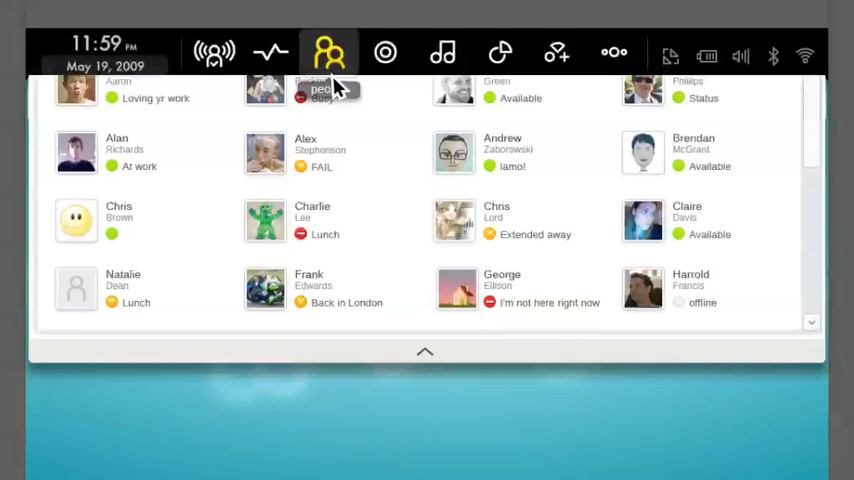 11:59 PM
May 19, 2009
Aaron
Green
Phillips
Loving yr work
Available
Status
Alan
Richards
At work
Alex
Stephenson
FAIL
Andrew
Zaborowski
lamo!
Brendan
McGrant
Available
Chris
Brown
Charlie
Lee
Lunch
Chris
Lord
Extended away
Claire
Davis
Available
Natalie
Dean
Lunch
Frank
Edwards
Back in London
George
Ellison
I'm not here right now
Harrold
Francis
offline